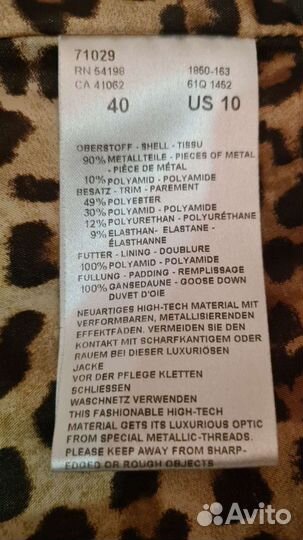 71029
RN 54198 1860-163
CA 41062 61Q 1452
40 US 10
OBERSTOFF - SHELL - TISSU
90% METALLTEILE - PIECES OF METAL
- PIÈCE DE MÉTAL
10% POLYAMID - POLYAMIDE
BESATZ - TRIM - PAREMENT
49% POLYESTER
30% POLYAMID - POLYAMIDE
12% POLYURETHAN - POLYURÉTHANE
9% ELASTHAN- ELASTANE -
ÉLASTHANNE
FUTTER - LINING - DOUBLURE
100% POLYAMID - POLYAMIDE
FÜLLUNG - PADDING - REMPLISSAGE
100% GÄNSEDAUNE - GOOSE DOWN
DUVET D'OIE
NEUARTIGES HIGH-TECH MATERIAL MIT
VERFORMBAREN, METALLISIERENDEN
EFFEKTFÄDEN. VERMEIDEN SIE DEN
KONTAKT MIT SCHARFKANTIGEM ODER
RAUEM BEI DIESER LUXURIÖSEN
JACKE
VOR DER PFLEGE KLETTEN
SCHLIESSEN
WASCHNETZ VERWENDEN
THIS FASHIONABLE HIGH-TECH
MATERIAL GETS ITS LUXURIOUS OPTIC
FROM SPECIAL METALLIC-THREADS.
PLEASE KEEP AWAY FROM SHARP-
EDGED OR ROUGH OBJECTS
Avito